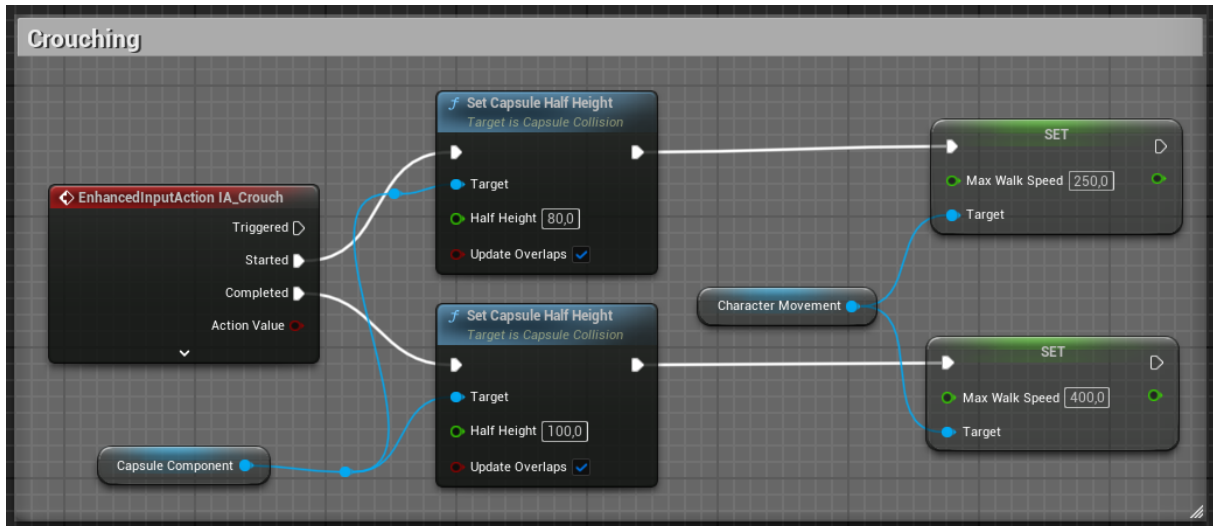 Crouching
EnhancedInputAction IA_Crouch
Triggered
Started
Completed
Action Value
Capsule Component
f Set Capsule Half Height
Target is Capsule Collision
Target
Half Height 80,0
Update Overlaps
f Set Capsule Half Height
Target is Capsule Collision
Target
Half Height 100,0
Update Overlaps
Character Movement
SET
Max Walk Speed 250,0
Target
SET
Max Walk Speed 400,0
Target